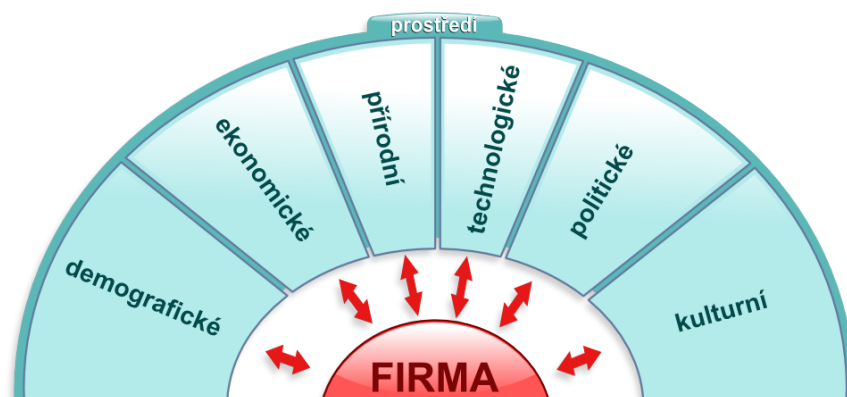 prostředí
demografické
ekonomické
přírodní
technologické
politické
kulturní
FIRMA